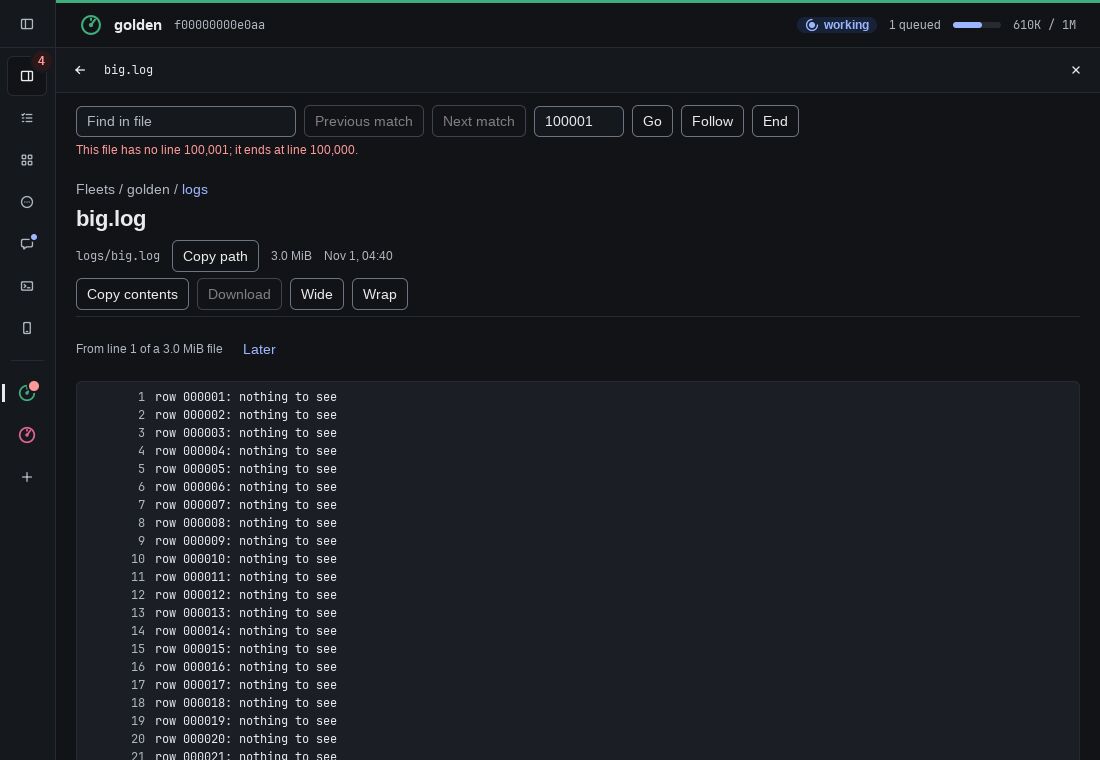 4
golden f00000000e0aa working 1 queued 610K / 1M
big.log
Find in file Previous match Next match 100001 Go Follow End
This file has no line 100,001; it ends at line 100,000.
Fleets / golden / logs
big.log
logs/big.log Copy path 3.0 MiB Nov 1, 04:40
Copy contents Download Wide Wrap
From line 1 of a 3.0 MiB file Later
1 row 000001: nothing to see
2 row 000002: nothing to see
3 row 000003: nothing to see
4 row 000004: nothing to see
5 row 000005: nothing to see
6 row 000006: nothing to see
7 row 000007: nothing to see
8 row 000008: nothing to see
9 row 000009: nothing to see
10 row 000010: nothing to see
11 row 000011: nothing to see
12 row 000012: nothing to see
13 row 000013: nothing to see
14 row 000014: nothing to see
15 row 000015: nothing to see
16 row 000016: nothing to see
17 row 000017: nothing to see
18 row 000018: nothing to see
19 row 000019: nothing to see
20 row 000020: nothing to see
21 row 000021: nothing to see